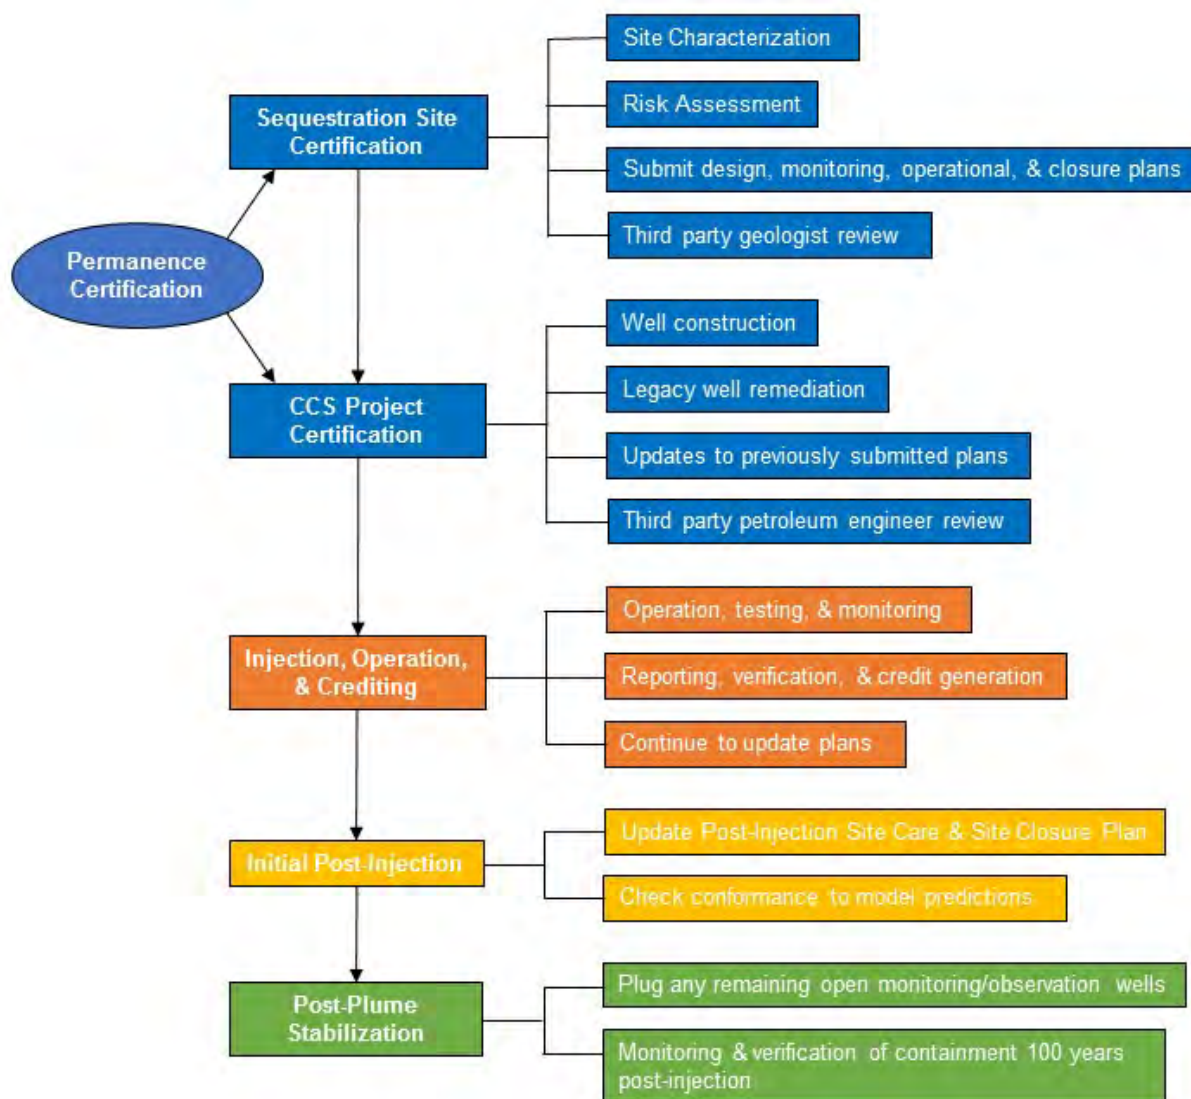 Permanence
Certification
Sequestration Site
Certification
Site Characterization
Risk Assessment
Submit design, monitoring, operational, & closure plans
Third party geologist review
CCS Project
Certification
Well construction
Legacy well remediation
Updates to previously submitted plans
Third party petroleum engineer review
Injection, Operation,
& Crediting
Operation, testing, & monitoring
Reporting, verification, & credit generation
Continue to update plans
Initial Post-Injection
Update Post-Injection Site Care & Site Closure Plan
Check conformance to model predictions
Post-Plume
Stabilization
Plug any remaining open monitoring/observation wells
Monitoring & verification of containment 100 years
post-injection